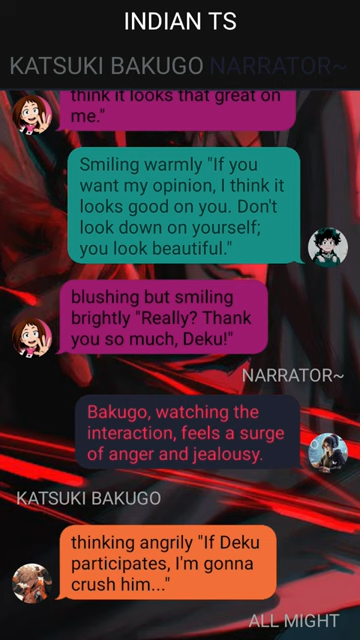 INDIAN TS
KATSUKI BAKUGO NARRATOR~
think it looks that great on
me."
Smiling warmly "If you
want my opinion, I think it
looks good on you. Don't
look down on yourself;
you look beautiful."
blushing but smiling
brightly "Really? Thank
you so much, Deku!"
NARRATOR~
Bakugo, watching the
interaction, feels a surge
of anger and jealousy.
KATSUKI BAKUGO
thinking angrily "If Deku
participates, I'm gonna
crush him..."
ALL MIGHT